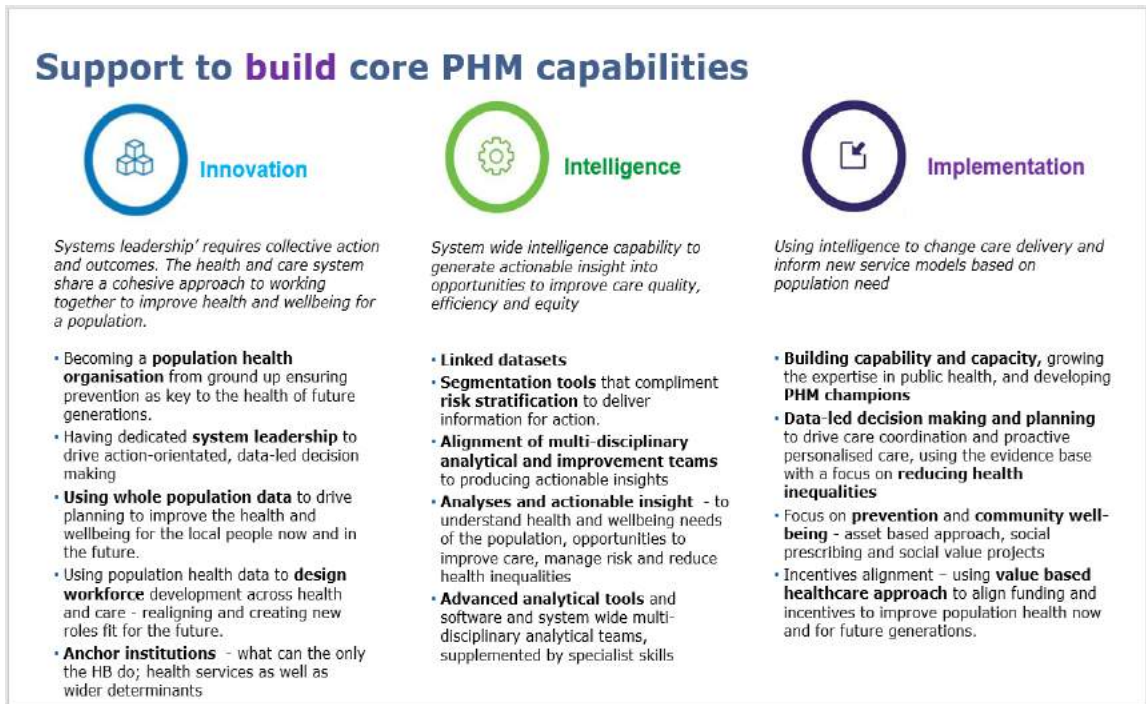 Support to build core PHM capabilities
Innovation
Systems leadership' requires collective action
and outcomes. The health and care system
share a cohesive approach to working
together to improve health and wellbeing for
a population.
• Becoming a population health
organisation from ground up ensuring
prevention as key to the health of future
generations.
• Having dedicated system leadership to
drive action-orientated, data-led decision
making
• Using whole population data to drive
planning to improve the health and
wellbeing for the local people now and in
the future.
• Using population health data to design
workforce development across health
and care - realigning and creating new
roles fit for the future.
• Anchor institutions - what can the only
the HB do; health services as well as
wider determinants
Intelligence
System wide intelligence capability to
generate actionable insight into
opportunities to improve care quality,
efficiency and equity
• Linked datasets
• Segmentation tools that compliment
risk stratification to deliver
information for action.
• Alignment of multi-disciplinary
analytical and improvement teams
to producing actionable insights
• Analyses and actionable insight - to
understand health and wellbeing needs
of the population, opportunities to
improve care, manage risk and reduce
health inequalities
• Advanced analytical tools and
software and system wide multi-
disciplinary analytical teams,
supplemented by specialist skills
Implementation
Using intelligence to change care delivery and
inform new service models based on
population need
• Building capability and capacity, growing
the expertise in public health, and developing
PHM champions
• Data-led decision making and planning
to drive care coordination and proactive
personalised care, using the evidence base
with a focus on reducing health
inequalities
• Focus on prevention and community well-
being - asset based approach, social
prescribing and social value projects
• Incentives alignment – using value based
healthcare approach to align funding and
incentives to improve population health now
and for future generations.